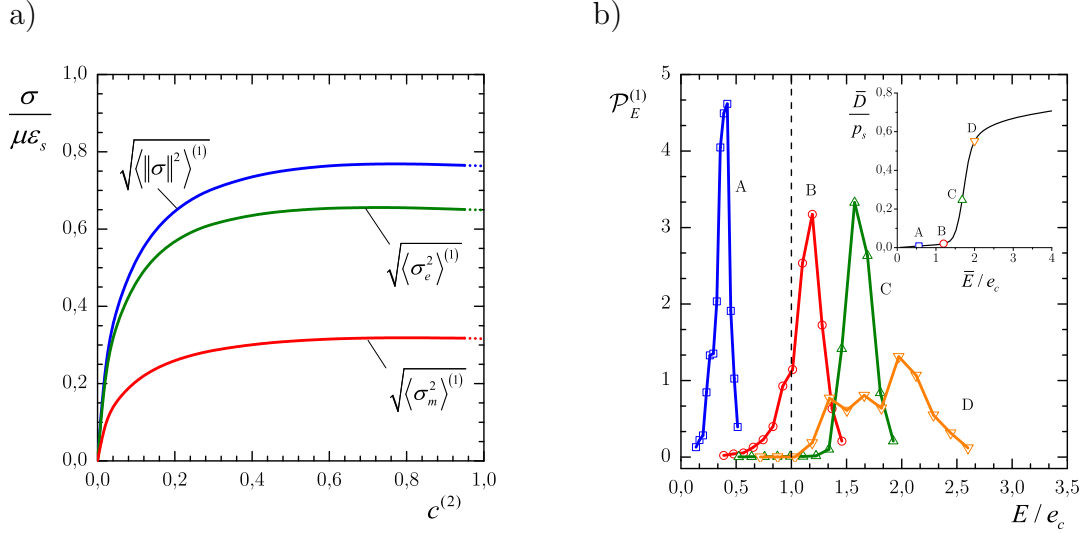 a)
σ / με_s
1,0
0,8
0,6
0,4
0,2
0,0
√⟨‖σ‖²⟩⁽¹⁾
√⟨σ_e²⟩⁽¹⁾
√⟨σ_m²⟩⁽¹⁾
0,0 0,2 0,4 0,6 0,8 1,0
c⁽²⁾
b)
𝒫_E⁽¹⁾
5
4
3
2
1
0
A
B
C
D
0,0 0,5 1,0 1,5 2,0 2,5 3,0 3,5
E / e_c
D̅ / p_s
0,8
0,6
0,4
0,2
0,0
A
B
C
D
0 1 2 3 4
E̅ / e_c